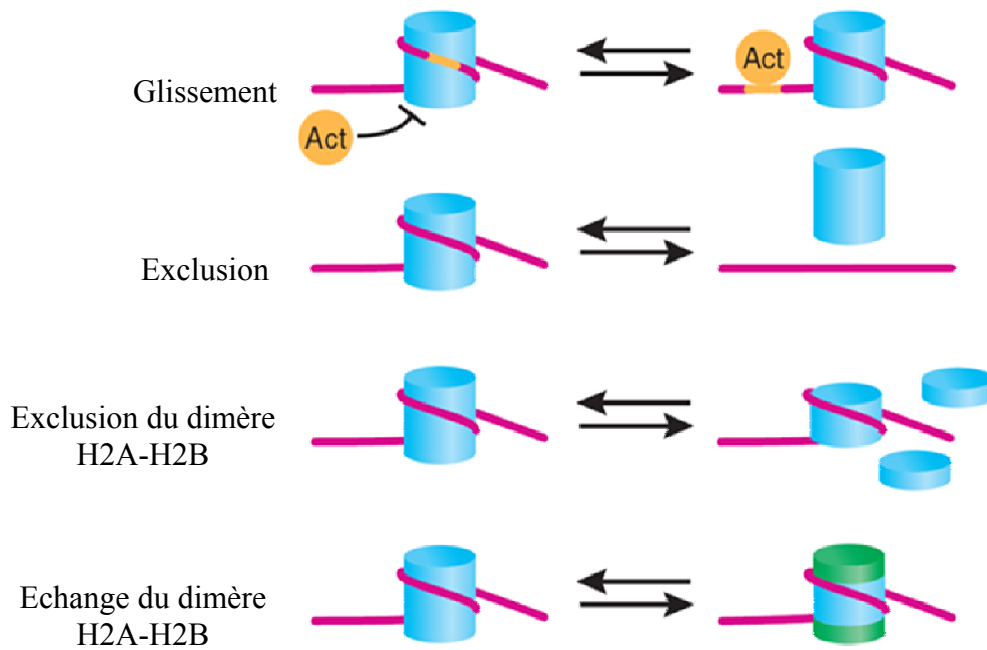 Act
Glissement
Act
Exclusion
Exclusion du dimère
H2A-H2B
Echange du dimère
H2A-H2B